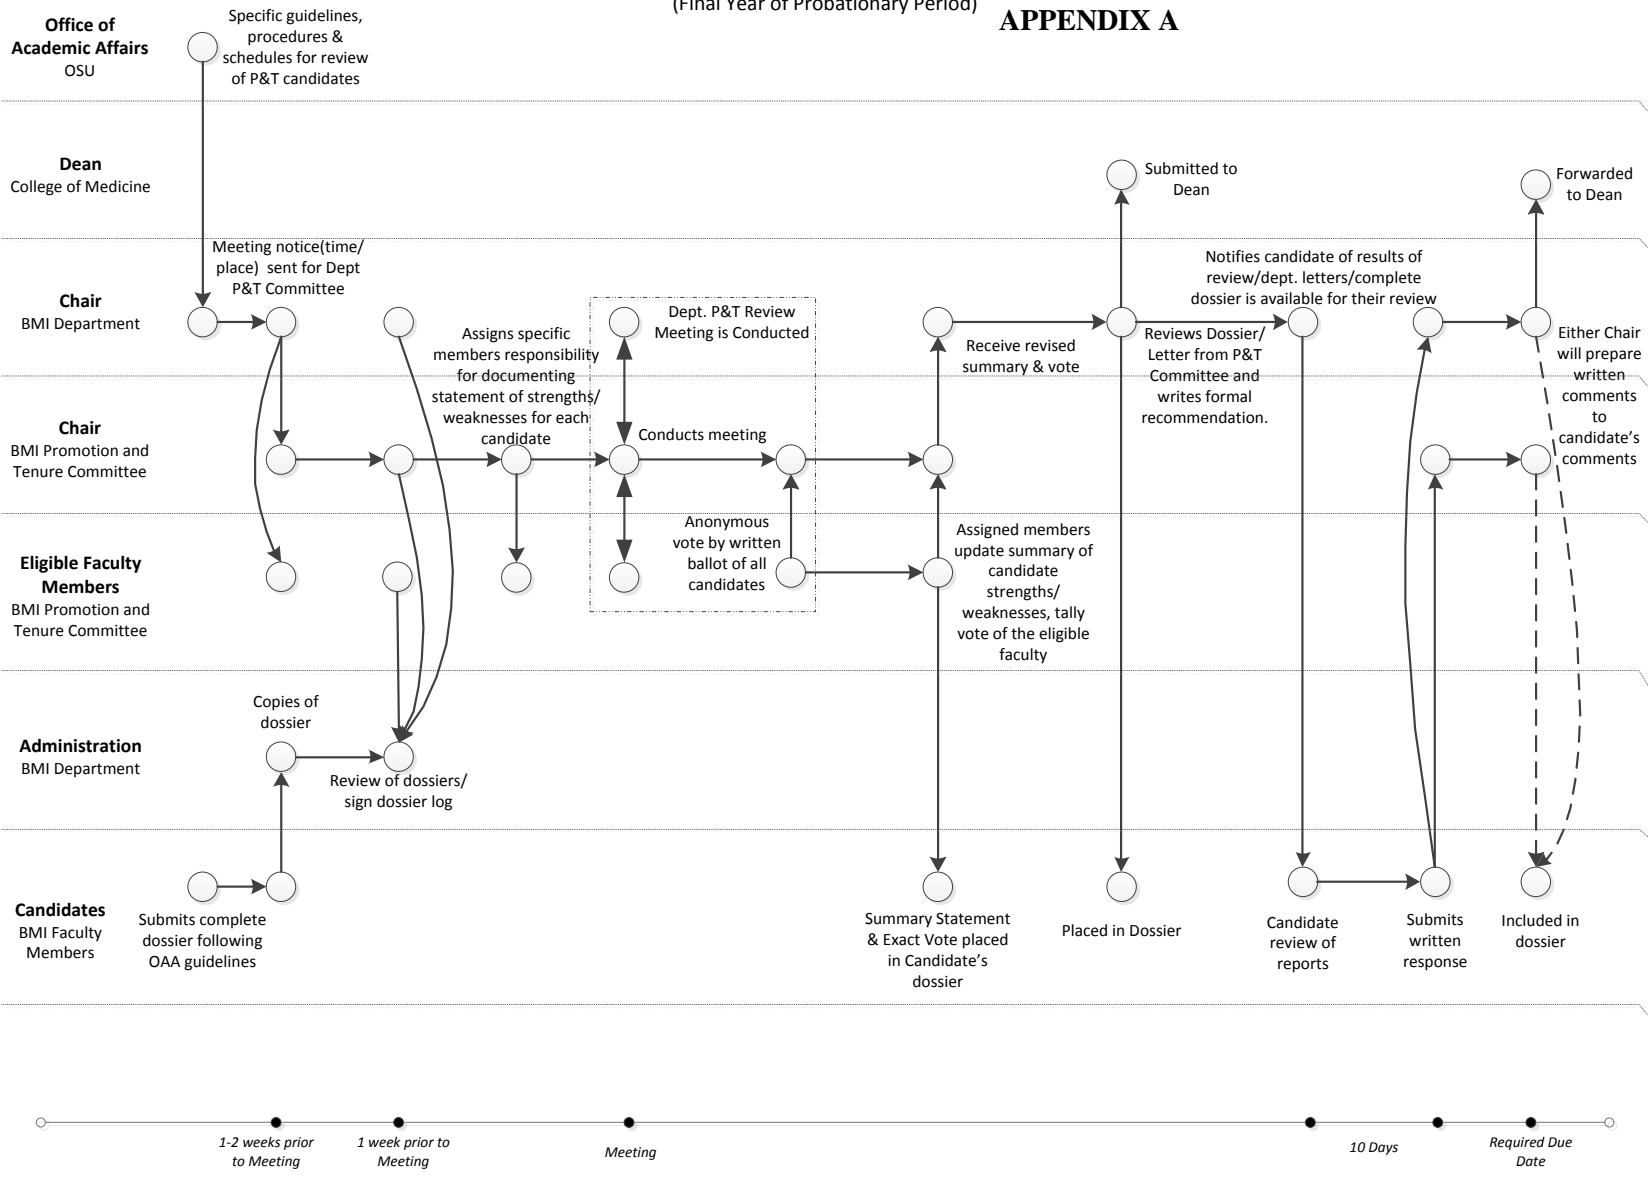 (Final Year of Probationary Period)
APPENDIX A
Office of
Academic Affairs
OSU
Specific guidelines,
procedures &
schedules for review
of P&T candidates
Dean
College of Medicine
Submitted to
Dean
Forwarded
to Dean
Chair
BMI Department
Meeting notice(time/
place)  sent for Dept
P&T Committee
Assigns specific
members responsibility
for documenting
statement of strengths/
weaknesses for each
candidate
Dept. P&T Review
Meeting is Conducted
Receive revised
summary & vote
Reviews Dossier/
Letter from P&T
Committee and
writes formal
recommendation.
Notifies candidate of results of
review/dept. letters/complete
dossier is available for their review
Either Chair
will prepare
written
comments
to
candidate's
comments
Chair
BMI Promotion and
Tenure Committee
Conducts meeting
Eligible Faculty
Members
BMI Promotion and
Tenure Committee
Anonymous
vote by written
ballot of all
candidates
Assigned members
update summary of
candidate
strengths/
weaknesses, tally
vote of the eligible
faculty
Administration
BMI Department
Copies of
dossier
Review of dossiers/
sign dossier log
Candidates
BMI Faculty
Members
Submits complete
dossier following
OAA guidelines
Summary Statement
& Exact Vote placed
in Candidate's
dossier
Placed in Dossier
Candidate
review of
reports
Submits
written
response
Included in
dossier
1-2 weeks prior
to Meeting
1 week prior to
Meeting
Meeting
10 Days
Required Due
Date